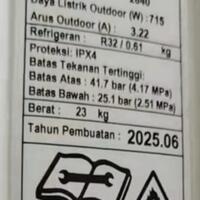 2640
Daya Listrik Outdoor (W) : 715
Arus Outdoor (A) : 3.22
Refrigeran : R32 / 0.61 kg
Proteksi: IPX4
Batas Tekanan Tertinggi:
Batas Atas : 41.7 bar (4.17 MPa)
Batas Bawah : 25.1 bar (2.51 MPa)
Berat : 23 kg
Tahun Pembuatan : 2025.06